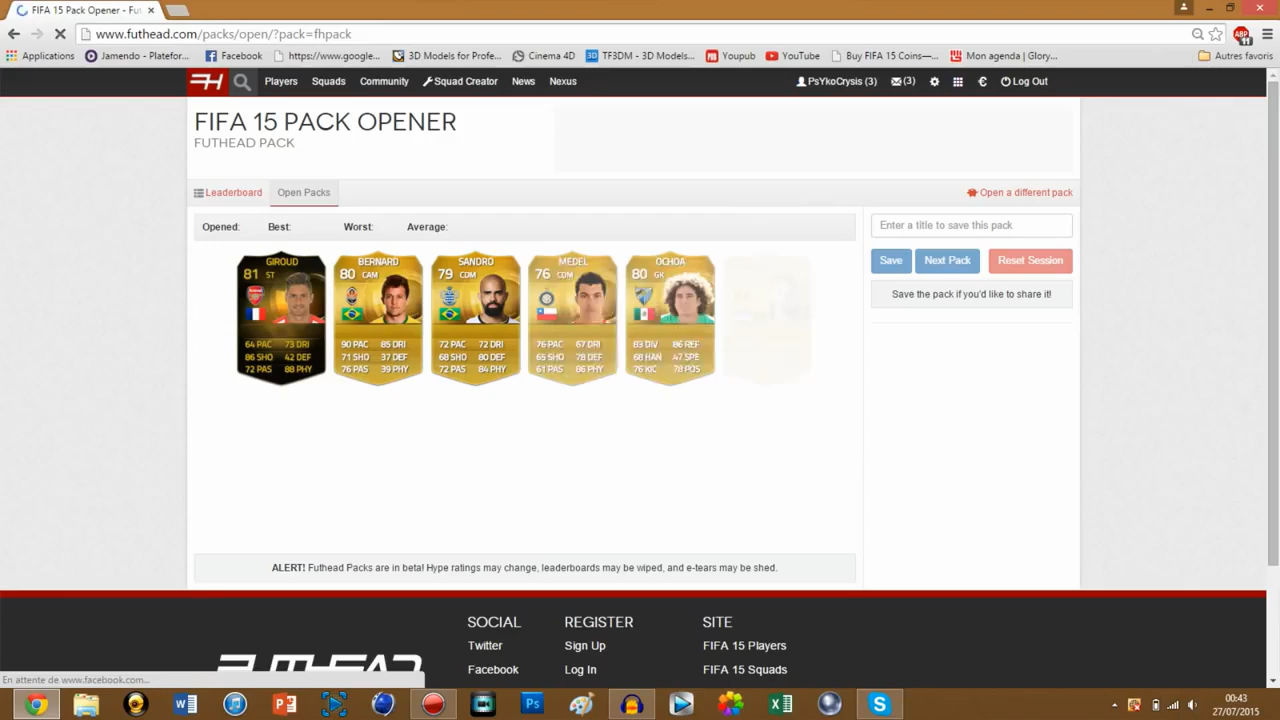 FIFA 15 Pack Opener - Fut
www.futhead.com/packs/open/?pack=fhpack
Applications Jamendo - Platefor... Facebook https://www.google... 3D Models for Profe... Cinema 4D TF3DM - 3D Models... Youpub YouTube Buy FIFA 15 Coins—... Mon agenda | Glory... Autres favoris
Players Squads Community Squad Creator News Nexus PsYkoCrysis (3) (3) € Log Out
FIFA 15 PACK OPENER
FUTHEAD PACK
Leaderboard Open Packs Open a different pack
Opened: Best: Worst: Average: Enter a title to save this pack
Save Next Pack Reset Session
Save the pack if you'd like to share it!
GIROUD BERNARD SANDRO MEDEL OCHOA
81 ST 80 CAM 79 CDM 76 CDM 80 GK
64 PAC 73 DRI 90 PAC 85 DRI 72 PAC 72 DRI 76 PAC 67 DRI 83 DIV 86 REF
86 SHO 42 DEF 71 SHO 37 DEF 68 SHO 80 DEF 65 SHO 78 DEF 68 HAN 47 SPE
72 PAS 88 PHY 76 PAS 39 PHY 72 PAS 84 PHY 61 PAS 86 PHY 76 KIC 78 POS
ALERT! Futhead Packs are in beta! Hype ratings may change, leaderboards may be wiped, and e-tears may be shed.
SOCIAL REGISTER SITE
Twitter Sign Up FIFA 15 Players
FUTHEAD Facebook Log In FIFA 15 Squads
En attente de www.facebook.com...
00:43
27/07/2015